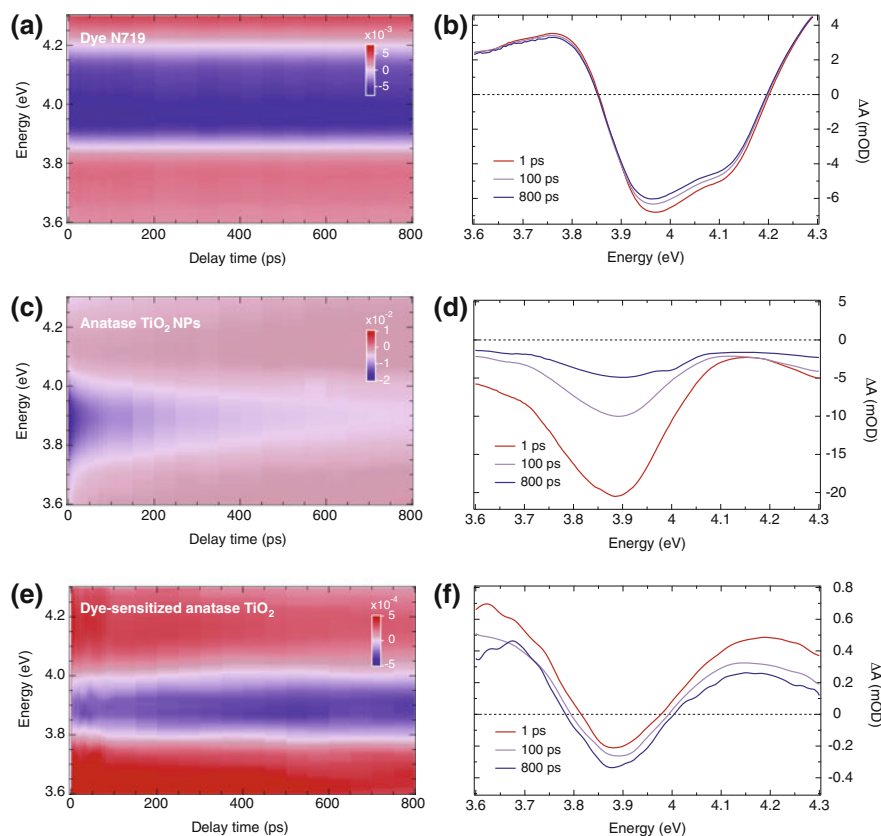 (a)
Dye N719
x10⁻³
5
0
-5
4.2
4.0
3.8
3.6
Energy (eV)
0 200 400 600 800
Delay time (ps)
(b)
4
2
0
-2
-4
-6
ΔA (mOD)
1 ps
100 ps
800 ps
3.6 3.7 3.8 3.9 4 4.1 4.2 4.3
Energy (eV)
(c)
Anatase TiO₂ NPs
x10⁻²
1
0
-1
-2
4.2
4.0
3.8
3.6
Energy (eV)
0 200 400 600 800
Delay time (ps)
(d)
5
0
-5
-10
-15
-20
ΔA (mOD)
1 ps
100 ps
800 ps
3.6 3.7 3.8 3.9 4 4.1 4.2 4.3
Energy (eV)
(e)
Dye-sensitized anatase TiO₂
x10⁻⁴
5
0
-5
4.2
4.0
3.8
3.6
Energy (eV)
0 200 400 600 800
Delay time (ps)
(f)
0.8
0.6
0.4
0.2
0
-0.2
0.4
ΔA (mOD)
1 ps
100 ps
800 ps
3.6 3.7 3.8 3.9 4 4.1 4.2 4.3
Energy (eV)